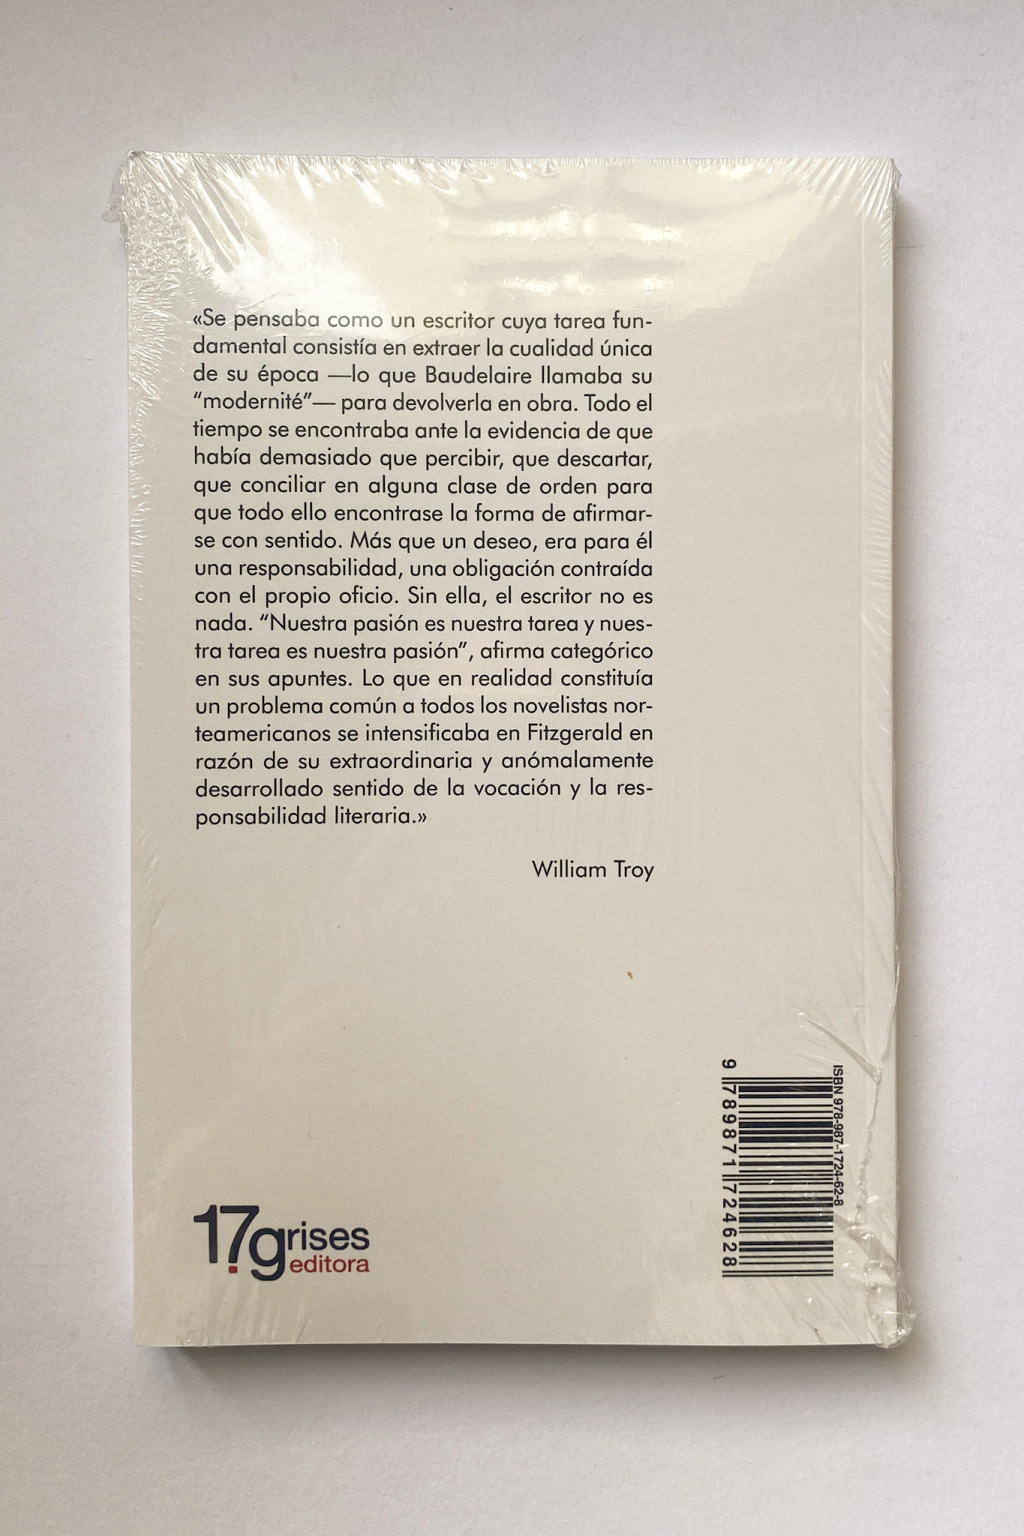 «Se pensaba como un escritor cuya tarea fun-
damental consistía en extraer la cualidad única
de su época —lo que Baudelaire llamaba su
“modernité”— para devolverla en obra. Todo el
tiempo se encontraba ante la evidencia de que
había demasiado que percibir, que descartar,
que conciliar en alguna clase de orden para
que todo ello encontrase la forma de afirmar-
se con sentido. Más que un deseo, era para él
una responsabilidad, una obligación contraída
con el propio oficio. Sin ella, el escritor no es
nada. “Nuestra pasión es nuestra tarea y nues-
tra tarea es nuestra pasión”, afirma categórico
en sus apuntes. Lo que en realidad constituía
un problema común a todos los novelistas nor-
teamericanos se intensificaba en Fitzgerald en
razón de su extraordinaria y anómalamente
desarrollado sentido de la vocación y la res-
ponsabilidad literaria.»
William Troy
17grises
editora
ISBN 978-987-1724-62-8
9 789871 724628